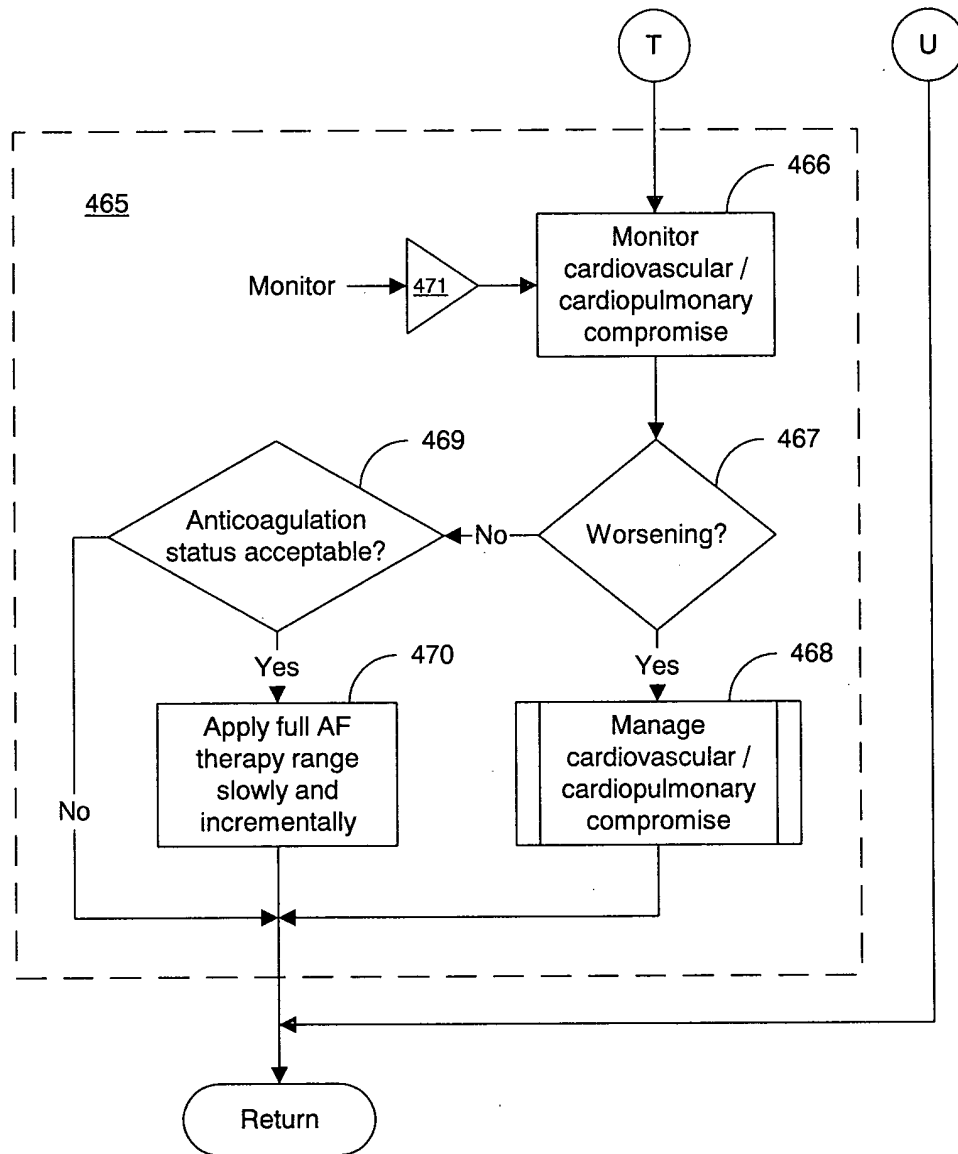 T
U
465
466
Monitor
cardiovascular /
cardiopulmonary
compromise
Monitor
471
469
467
Anticoagulation
status acceptable?
No
Worsening?
Yes
470
Yes
468
Apply full AF
therapy range
slowly and
incrementally
Manage
cardiovascular /
cardiopulmonary
compromise
No
Return